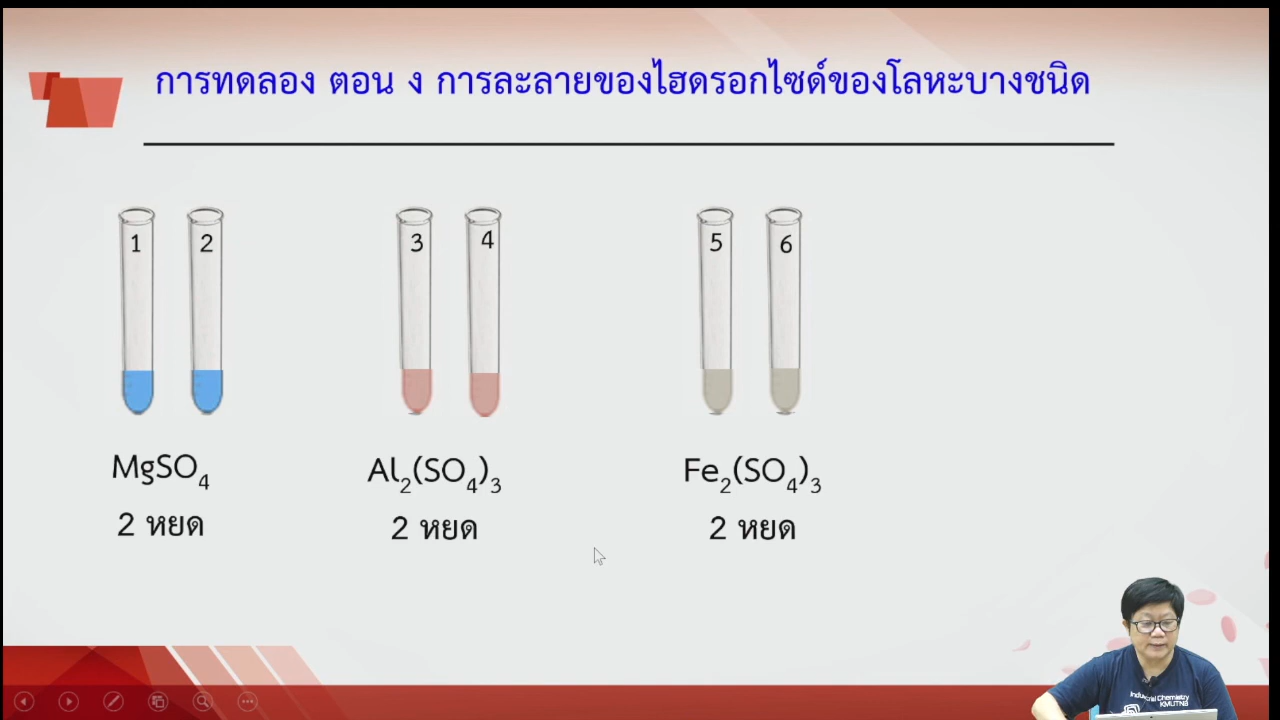 การทดลอง ตอน ง การละลายของไฮดรอกไซด์ของโลหะบางชนิด
1 2 3 4 5 6
MgSO₄ Al₂(SO₄)₃ Fe₂(SO₄)₃
2 หยด 2 หยด 2 หยด
Industrial Chemistry
KMUTNB